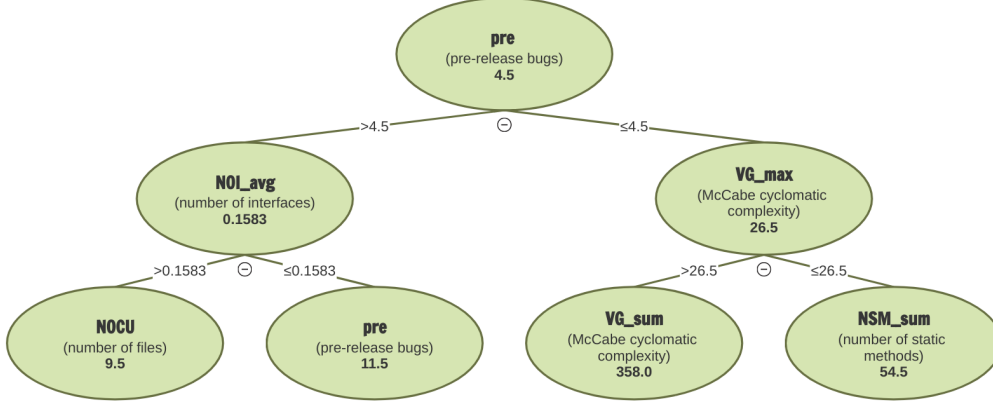 pre
(pre-release bugs)
4.5
>4.5
≤4.5
NOI_avg
(number of interfaces)
0.1583
VG_max
(McCabe cyclomatic
complexity)
26.5
>0.1583
≤0.1583
>26.5
≤26.5
NOCU
(number of files)
9.5
pre
(pre-release bugs)
11.5
VG_sum
(McCabe cyclomatic
complexity)
358.0
NSM_sum
(number of static
methods)
54.5